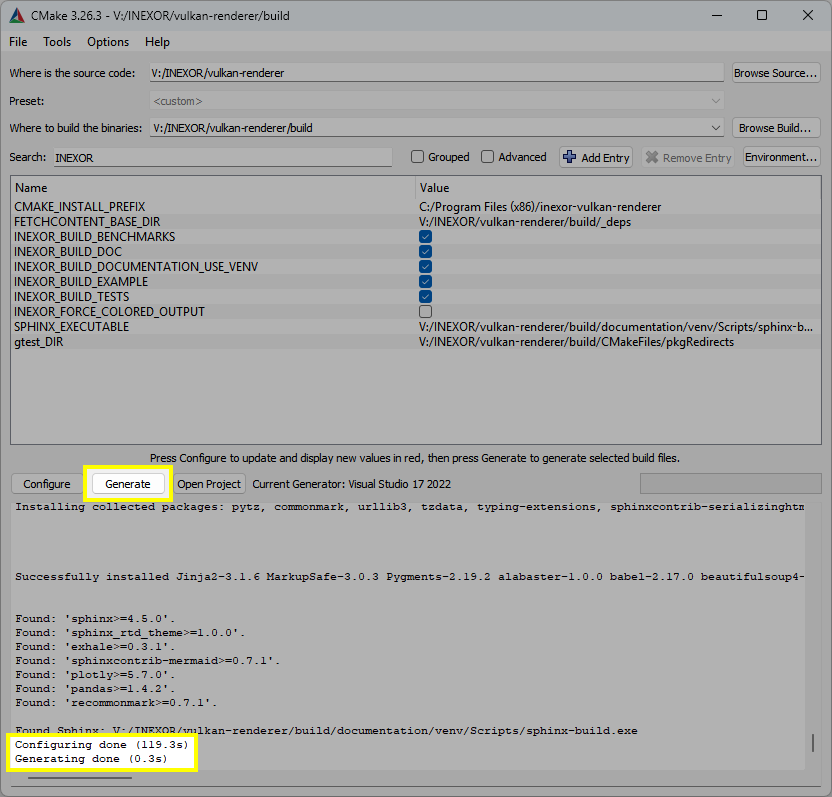 CMake 3.26.3 - V:/INEXOR/vulkan-renderer/build
File Tools Options Help
Where is the source code: V:/INEXOR/vulkan-renderer Browse Source...
Preset: <custom>
Where to build the binaries: V:/INEXOR/vulkan-renderer/build Browse Build...
Search: INEXOR Grouped Advanced Add Entry Remove Entry Environment...
Name Value
CMAKE_INSTALL_PREFIX C:/Program Files (x86)/inexor-vulkan-renderer
FETCHCONTENT_BASE_DIR V:/INEXOR/vulkan-renderer/build/_deps
INEXOR_BUILD_BENCHMARKS
INEXOR_BUILD_DOC
INEXOR_BUILD_DOCUMENTATION_USE_VENV
INEXOR_BUILD_EXAMPLE
INEXOR_BUILD_TESTS
INEXOR_FORCE_COLORED_OUTPUT
SPHINX_EXECUTABLE V:/INEXOR/vulkan-renderer/build/documentation/venv/Scripts/sphinx-b...
gtest_DIR V:/INEXOR/vulkan-renderer/build/CMakeFiles/pkgRedirects
Press Configure to update and display new values in red, then press Generate to generate selected build files.
Configure Generate Open Project Current Generator: Visual Studio 17 2022
Installing collected packages: pytz, commonmark, urllib3, tzdata, typing-extensions, sphinxcontrib-serializinghtm
Successfully installed Jinja2-3.1.6 MarkupSafe-3.0.3 Pygments-2.19.2 alabaster-1.0.0 babel-2.17.0 beautifulsoup4-
Found: 'sphinx>=4.5.0'.
Found: 'sphinx_rtd_theme>=1.0.0'.
Found: 'exhale>=0.3.1'.
Found: 'sphinxcontrib-mermaid>=0.7.1'.
Found: 'plotly>=5.7.0'.
Found: 'pandas>=1.4.2'.
Found: 'recommonmark>=0.7.1'.
Found Sphinx: V:/INEXOR/vulkan-renderer/build/documentation/venv/Scripts/sphinx-build.exe
Configuring done (119.3s)
Generating done (0.3s)